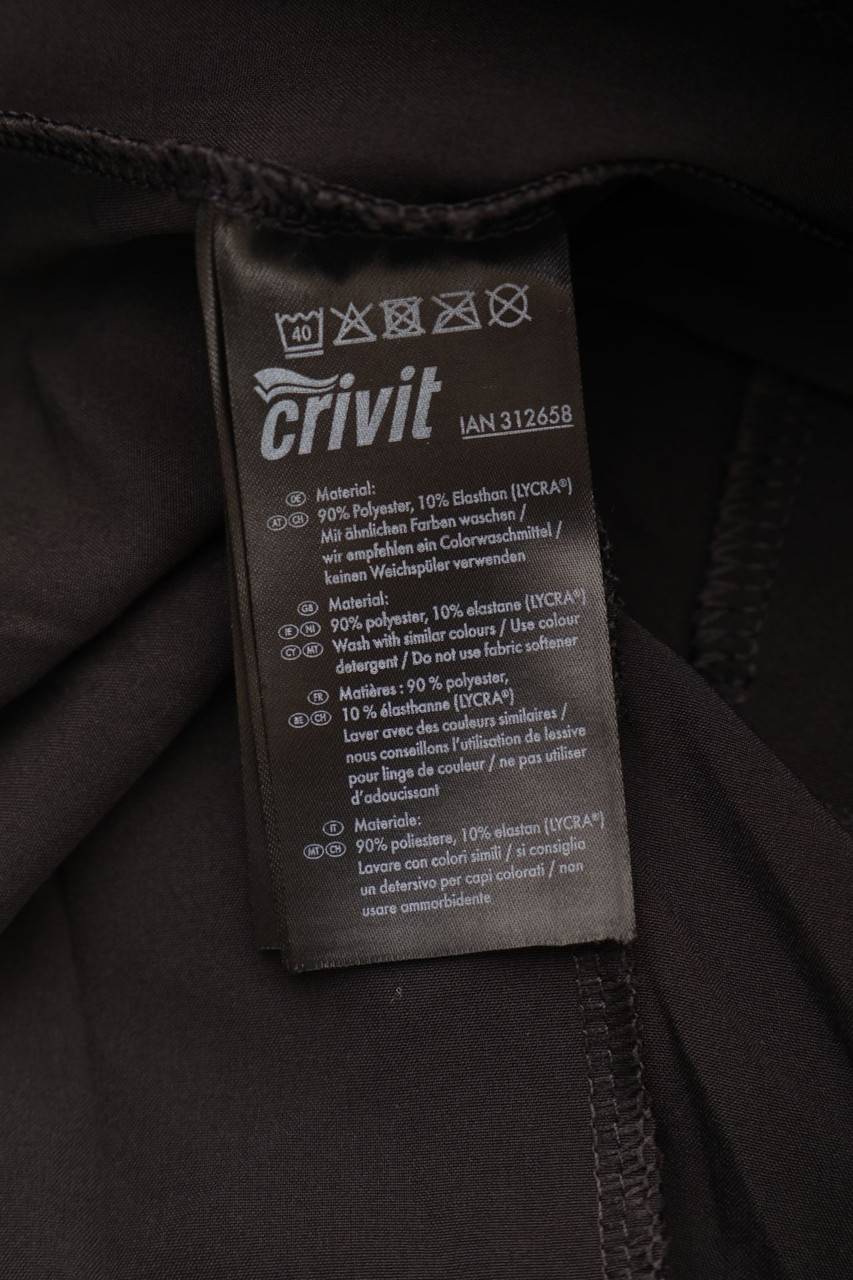 40
crivit
IAN 312658
DE Material:
AT CH 90% Polyester, 10% Elasthan (LYCRA®)
Mit ähnlichen Farben waschen /
wir empfehlen ein Colorwaschmittel /
keinen Weichspüler verwenden
GB Material:
IE NI 90% polyester, 10% elastane (LYCRA®)
CY MT Wash with similar colours / Use colour
detergent / Do not use fabric softener
FR Matières : 90 % polyester,
BE CH 10 % élasthanne (LYCRA®)
Laver avec des couleurs similaires /
nous conseillons l'utilisation de lessive
pour linge de couleur / ne pas utiliser
d'adoucissant
IT Materiale:
MT CH 90% poliestere, 10% elastan (LYCRA®)
Lavare con colori simili / si consiglia
un detersivo per capi colorati / non
usare ammorbidente